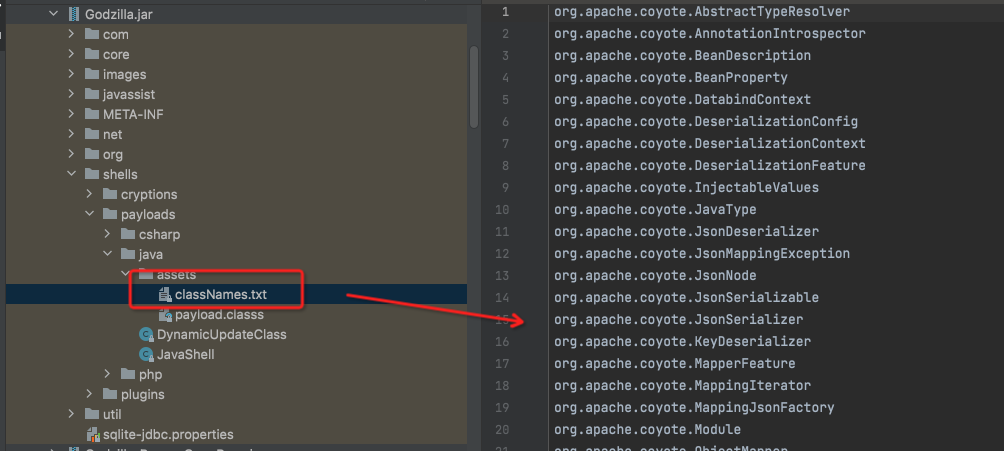 Godzilla.jar
com
core
images
javassist
META-INF
net
org
shells
cryptions
payloads
csharp
java
assets
classNames.txt
payload.classs
DynamicUpdateClass
JavaShell
php
plugins
util
sqlite-jdbc.properties
1 org.apache.coyote.AbstractTypeResolver
2 org.apache.coyote.AnnotationIntrospector
3 org.apache.coyote.BeanDescription
4 org.apache.coyote.BeanProperty
5 org.apache.coyote.DatabindContext
6 org.apache.coyote.DeserializationConfig
7 org.apache.coyote.DeserializationContext
8 org.apache.coyote.DeserializationFeature
9 org.apache.coyote.InjectableValues
10 org.apache.coyote.JavaType
11 org.apache.coyote.JsonDeserializer
12 org.apache.coyote.JsonMappingException
13 org.apache.coyote.JsonNode
14 org.apache.coyote.JsonSerializable
15 org.apache.coyote.JsonSerializer
16 org.apache.coyote.KeyDeserializer
17 org.apache.coyote.MapperFeature
18 org.apache.coyote.MappingIterator
19 org.apache.coyote.MappingJsonFactory
20 org.apache.coyote.Module
21 org.apache.coyote.ObjectMapper